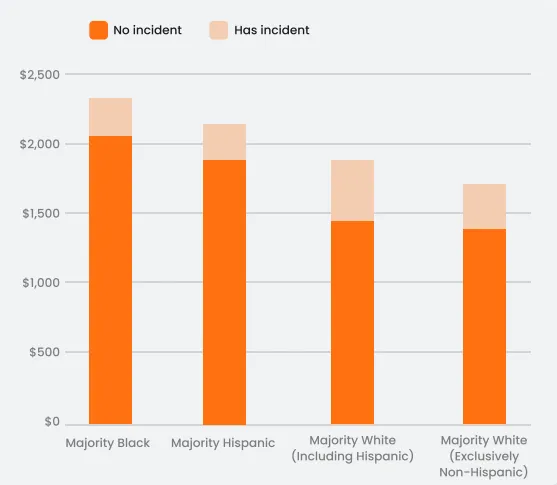 No incident
Has incident
$2,500
$2,000
$1,500
$1,000
$500
$0
Majority Black
Majority Hispanic
Majority White
(Including Hispanic)
Majority White
(Exclusively
Non-Hispanic)